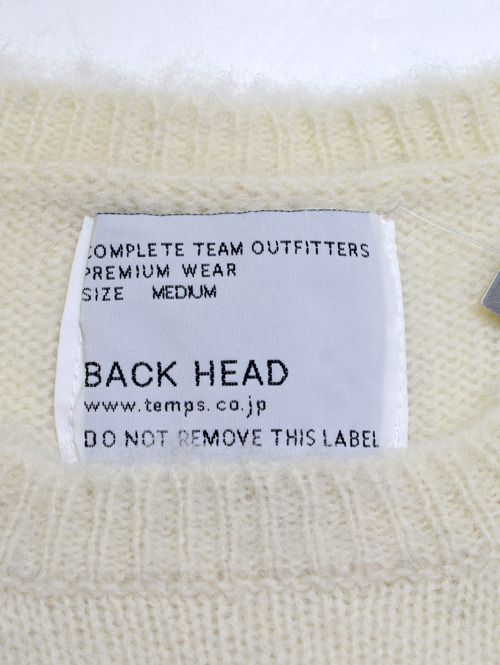 COMPLETE TEAM OUTFITTERS
PREMIUM WEAR
SIZE MEDIUM
BACK HEAD
www.temps.co.jp
DO NOT REMOVE THIS LABEL